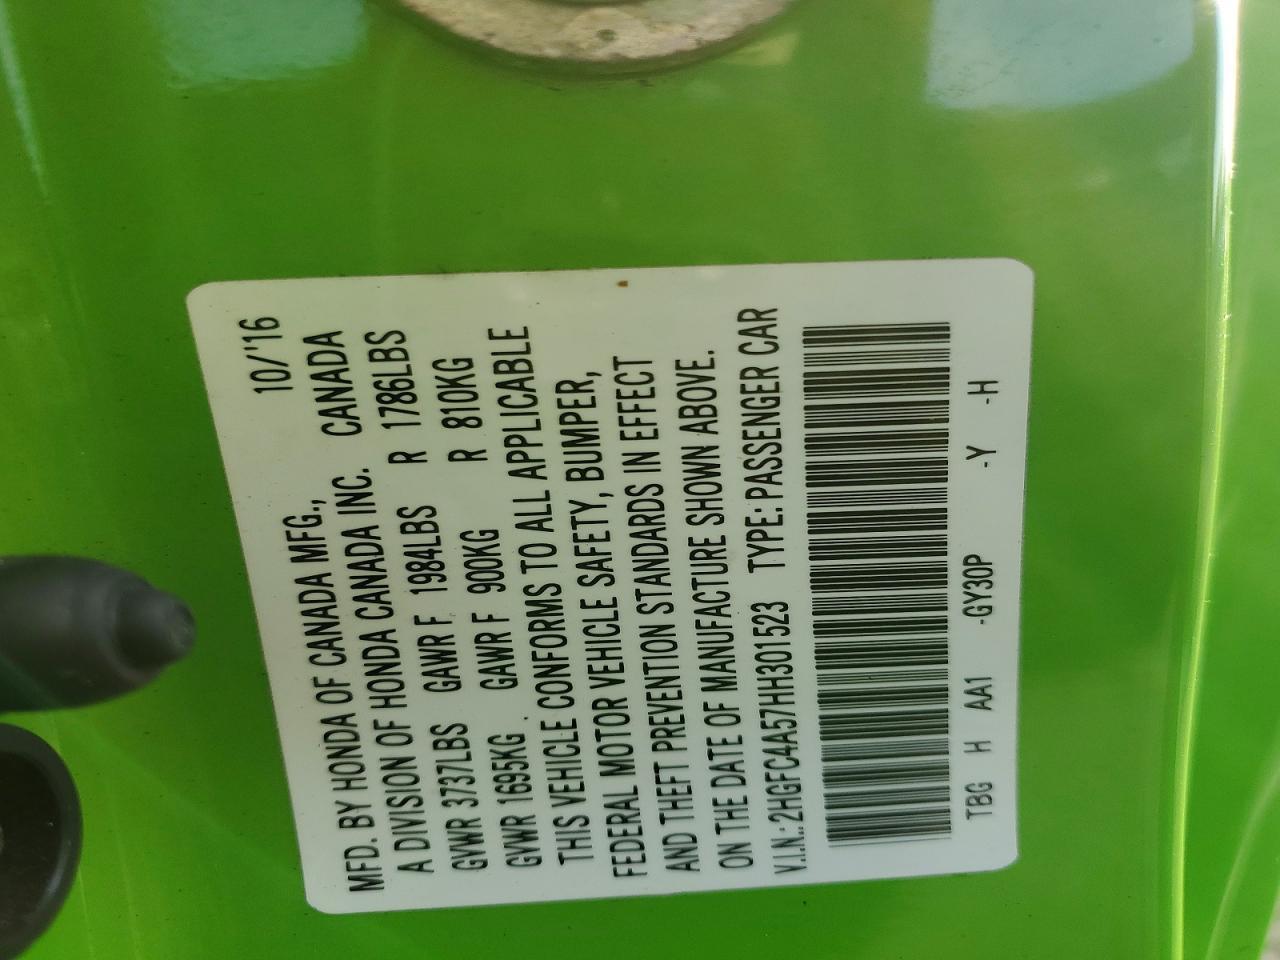 10/'16
MFD. BY HONDA OF CANADA MFG.,
A DIVISION OF HONDA CANADA INC. CANADA
GVWR 3737LBS GAWR F 1984LBS R 1786LBS
GVWR 1695KG GAWR F 900KG R 810KG
THIS VEHICLE CONFORMS TO ALL APPLICABLE
FEDERAL MOTOR VEHICLE SAFETY, BUMPER,
AND THEFT PREVENTION STANDARDS IN EFFECT
ON THE DATE OF MANUFACTURE SHOWN ABOVE.
V.I.N.: 2HGFC4A57HH301523 TYPE: PASSENGER CAR
TBG H AA1 -GY30P -Y -H